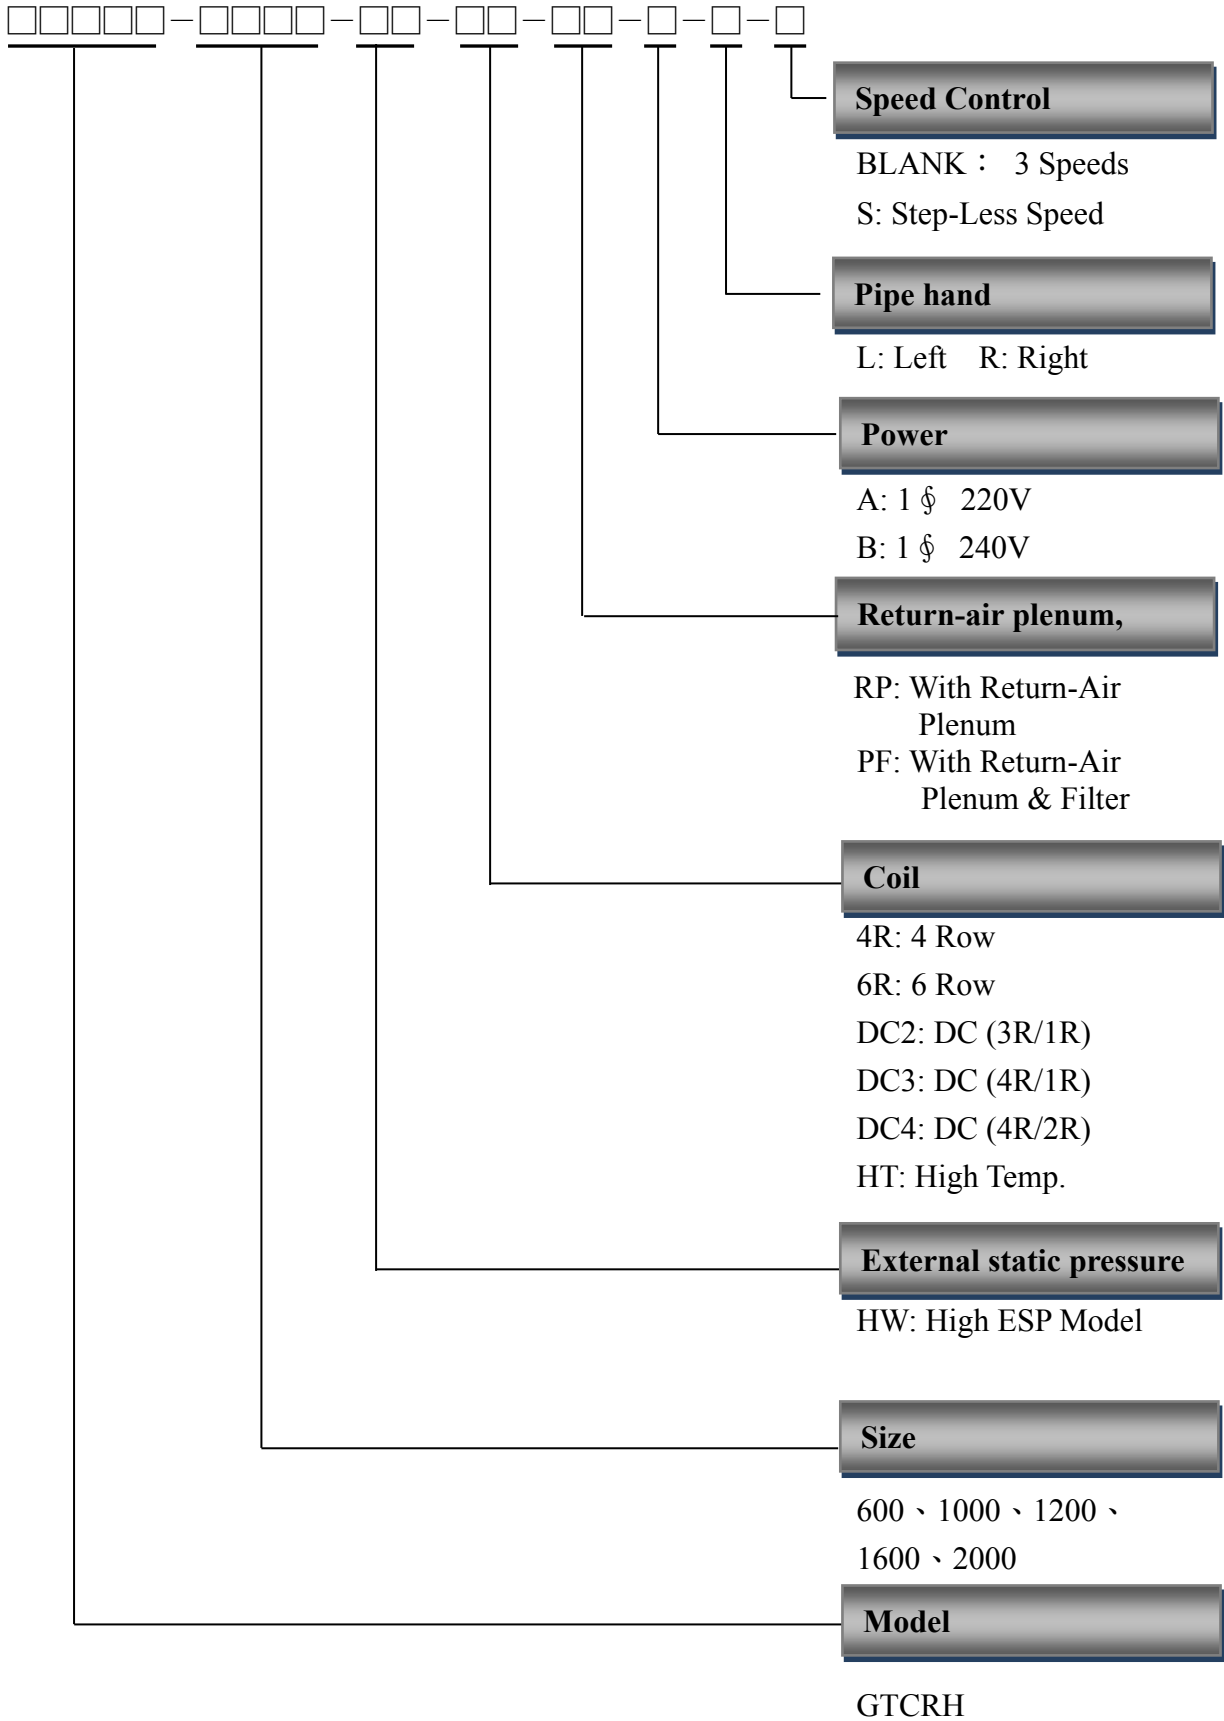 □□□□□－□□□□－□□－□□－□□－□－□－□
Speed Control
BLANK： 3 Speeds
S: Step-Less Speed
Pipe hand
L: Left R: Right
Power
A: 1∮ 220V
B: 1∮ 240V
Return-air plenum,
RP: With Return-Air
Plenum
PF: With Return-Air
Plenum & Filter
Coil
4R: 4 Row
6R: 6 Row
DC2: DC (3R/1R)
DC3: DC (4R/1R)
DC4: DC (4R/2R)
HT: High Temp.
External static pressure
HW: High ESP Model
Size
600、1000、1200、
1600、2000
Model
GTCRH